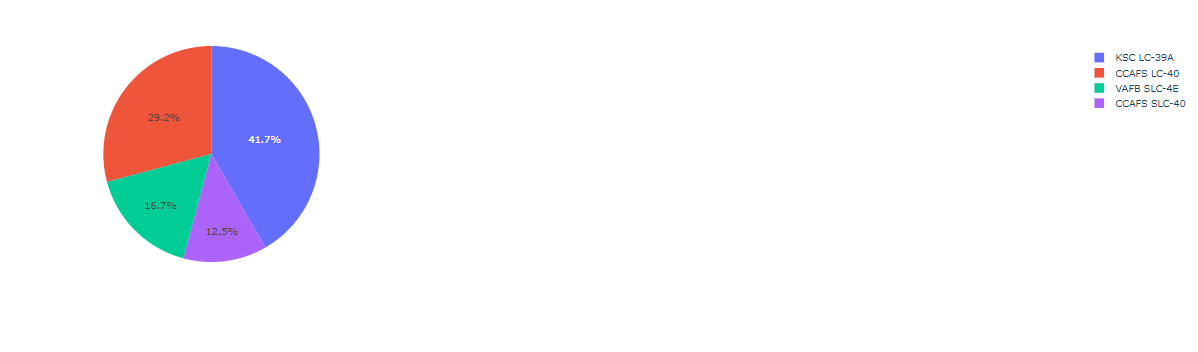 41.7%
29.2%
16.7%
12.5%
KSC LC-39A
CCAFS LC-40
VAFB SLC-4E
CCAFS SLC-40